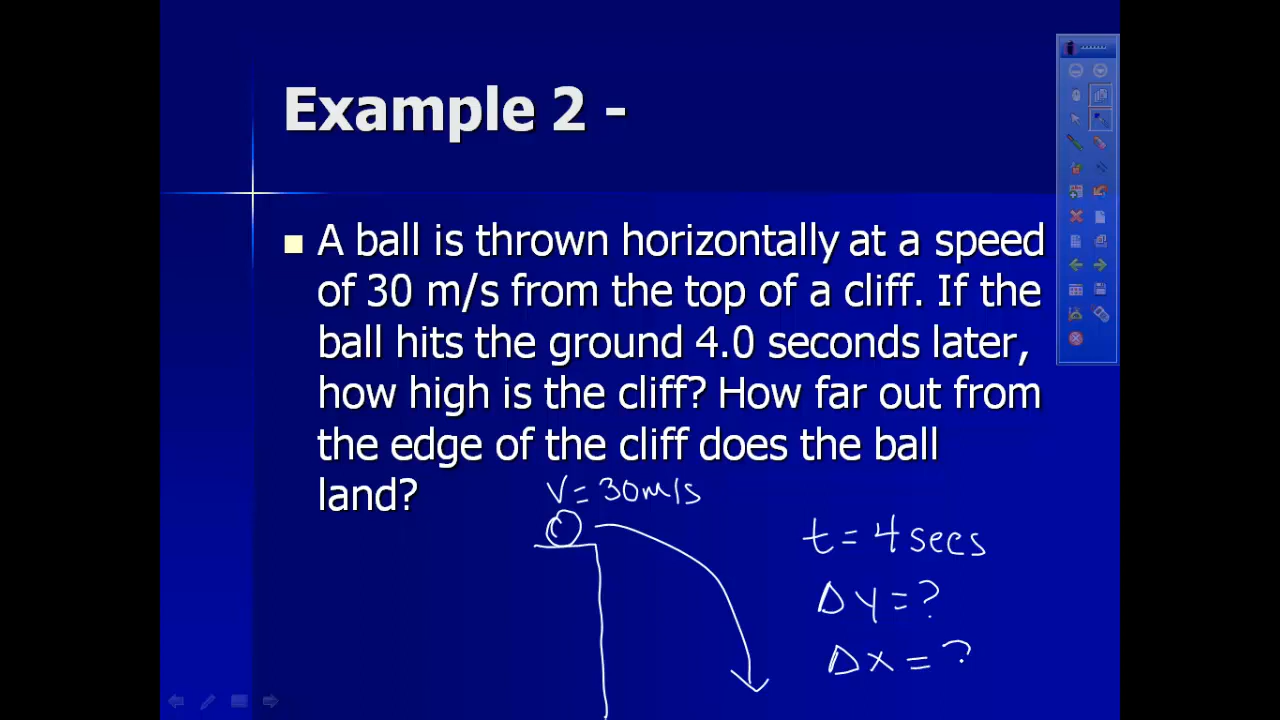 Example 2 -
A ball is thrown horizontally at a speed
of 30 m/s from the top of a cliff. If the
ball hits the ground 4.0 seconds later,
how high is the cliff? How far out from
the edge of the cliff does the ball
land?
V = 30m/s
t = 4 secs
Δy = ?
Δx = ?